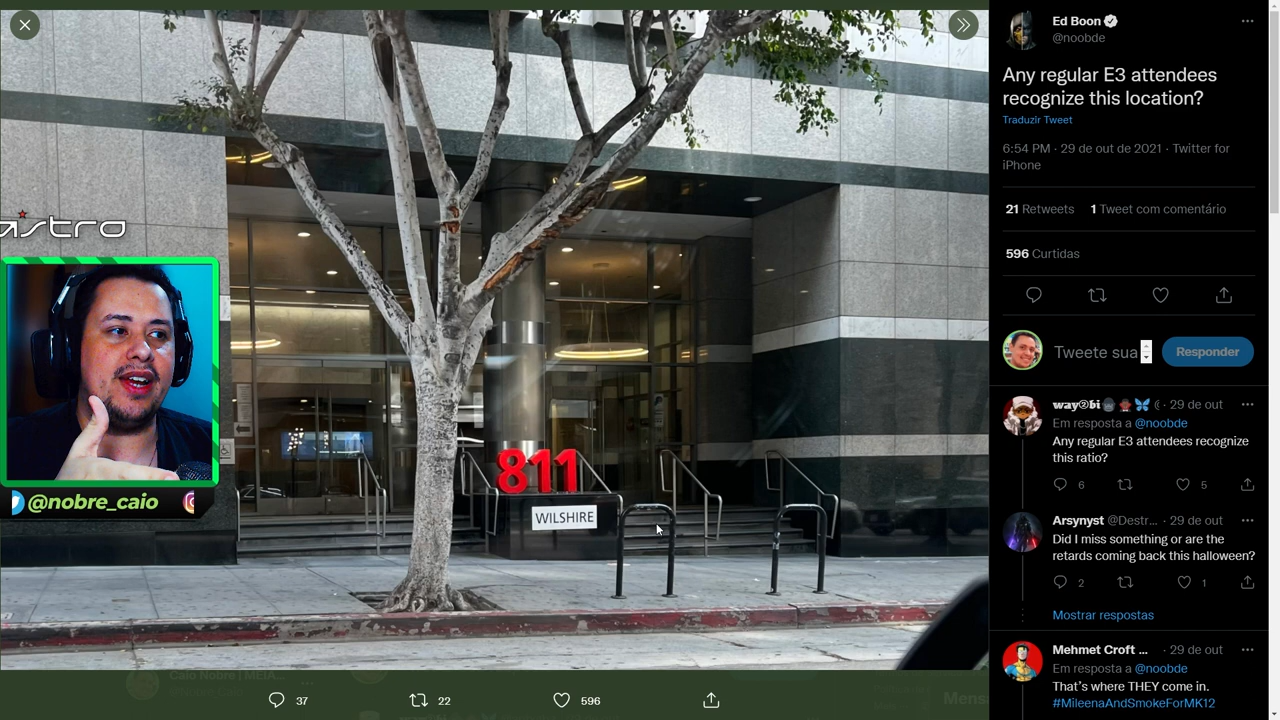 astro
@nobre_caio
811
WILSHIRE
37
22
596
Ed Boon
@noobde
Any regular E3 attendees
recognize this location?
Traduzir Tweet
6:54 PM · 29 de out de 2021 · Twitter for
iPhone
21 Retweets 1 Tweet com comentário
596 Curtidas
Tweete sua
Responder
· 29 de out
Em resposta a @noobde
Any regular E3 attendees recognize
this ratio?
6 5
Arsynyst @Destr... · 29 de out
Did I miss something or are the
retards coming back this halloween?
2 1
Mostrar respostas
Mehmet Croft ... · 29 de out
Em resposta a @noobde
That's where THEY come in.
#MileenaAndSmokeForMK12